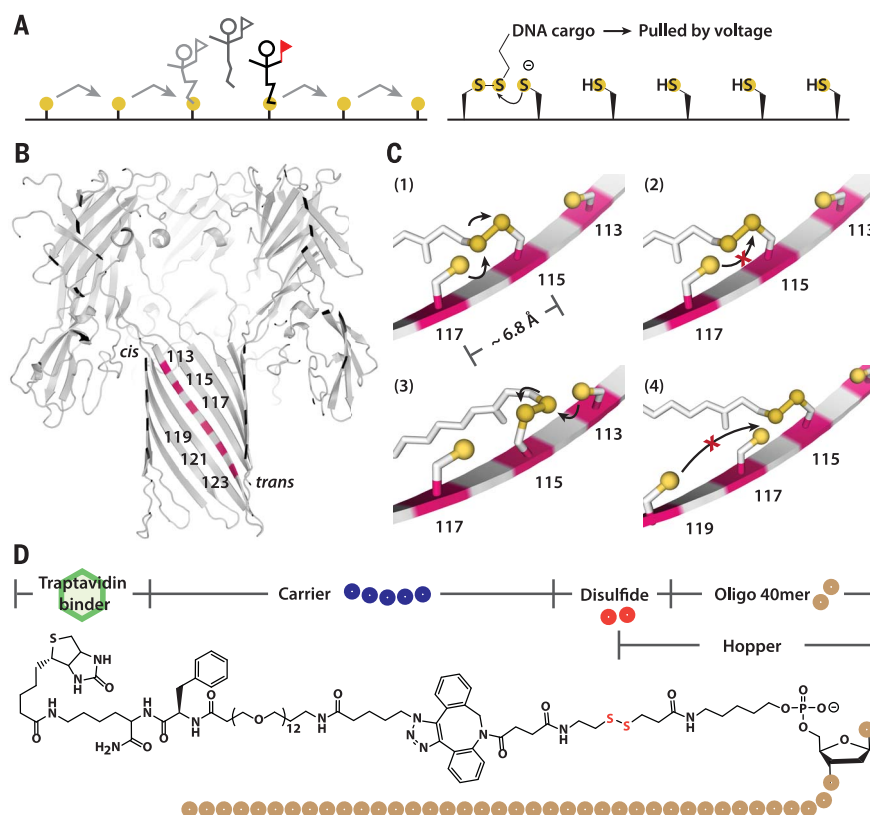 A
DNA cargo → Pulled by voltage
S S S ⊖ HS HS HS HS
B
cis
113
115
117
119
121
123
trans
C
(1)
113
115
117
~ 6.8 Å
(2)
113
115
117
(3)
113
115
117
(4)
115
117
119
D
Traptavidin
binder
Carrier
Disulfide
Oligo 40mer
Hopper
S
HN NH
O
O N H
H2N O
H N
O
N H
O
O
12
N H
O
N
N=N
N
O
O
N H
S
S
O
N H
O P O ⊖
O
O
O